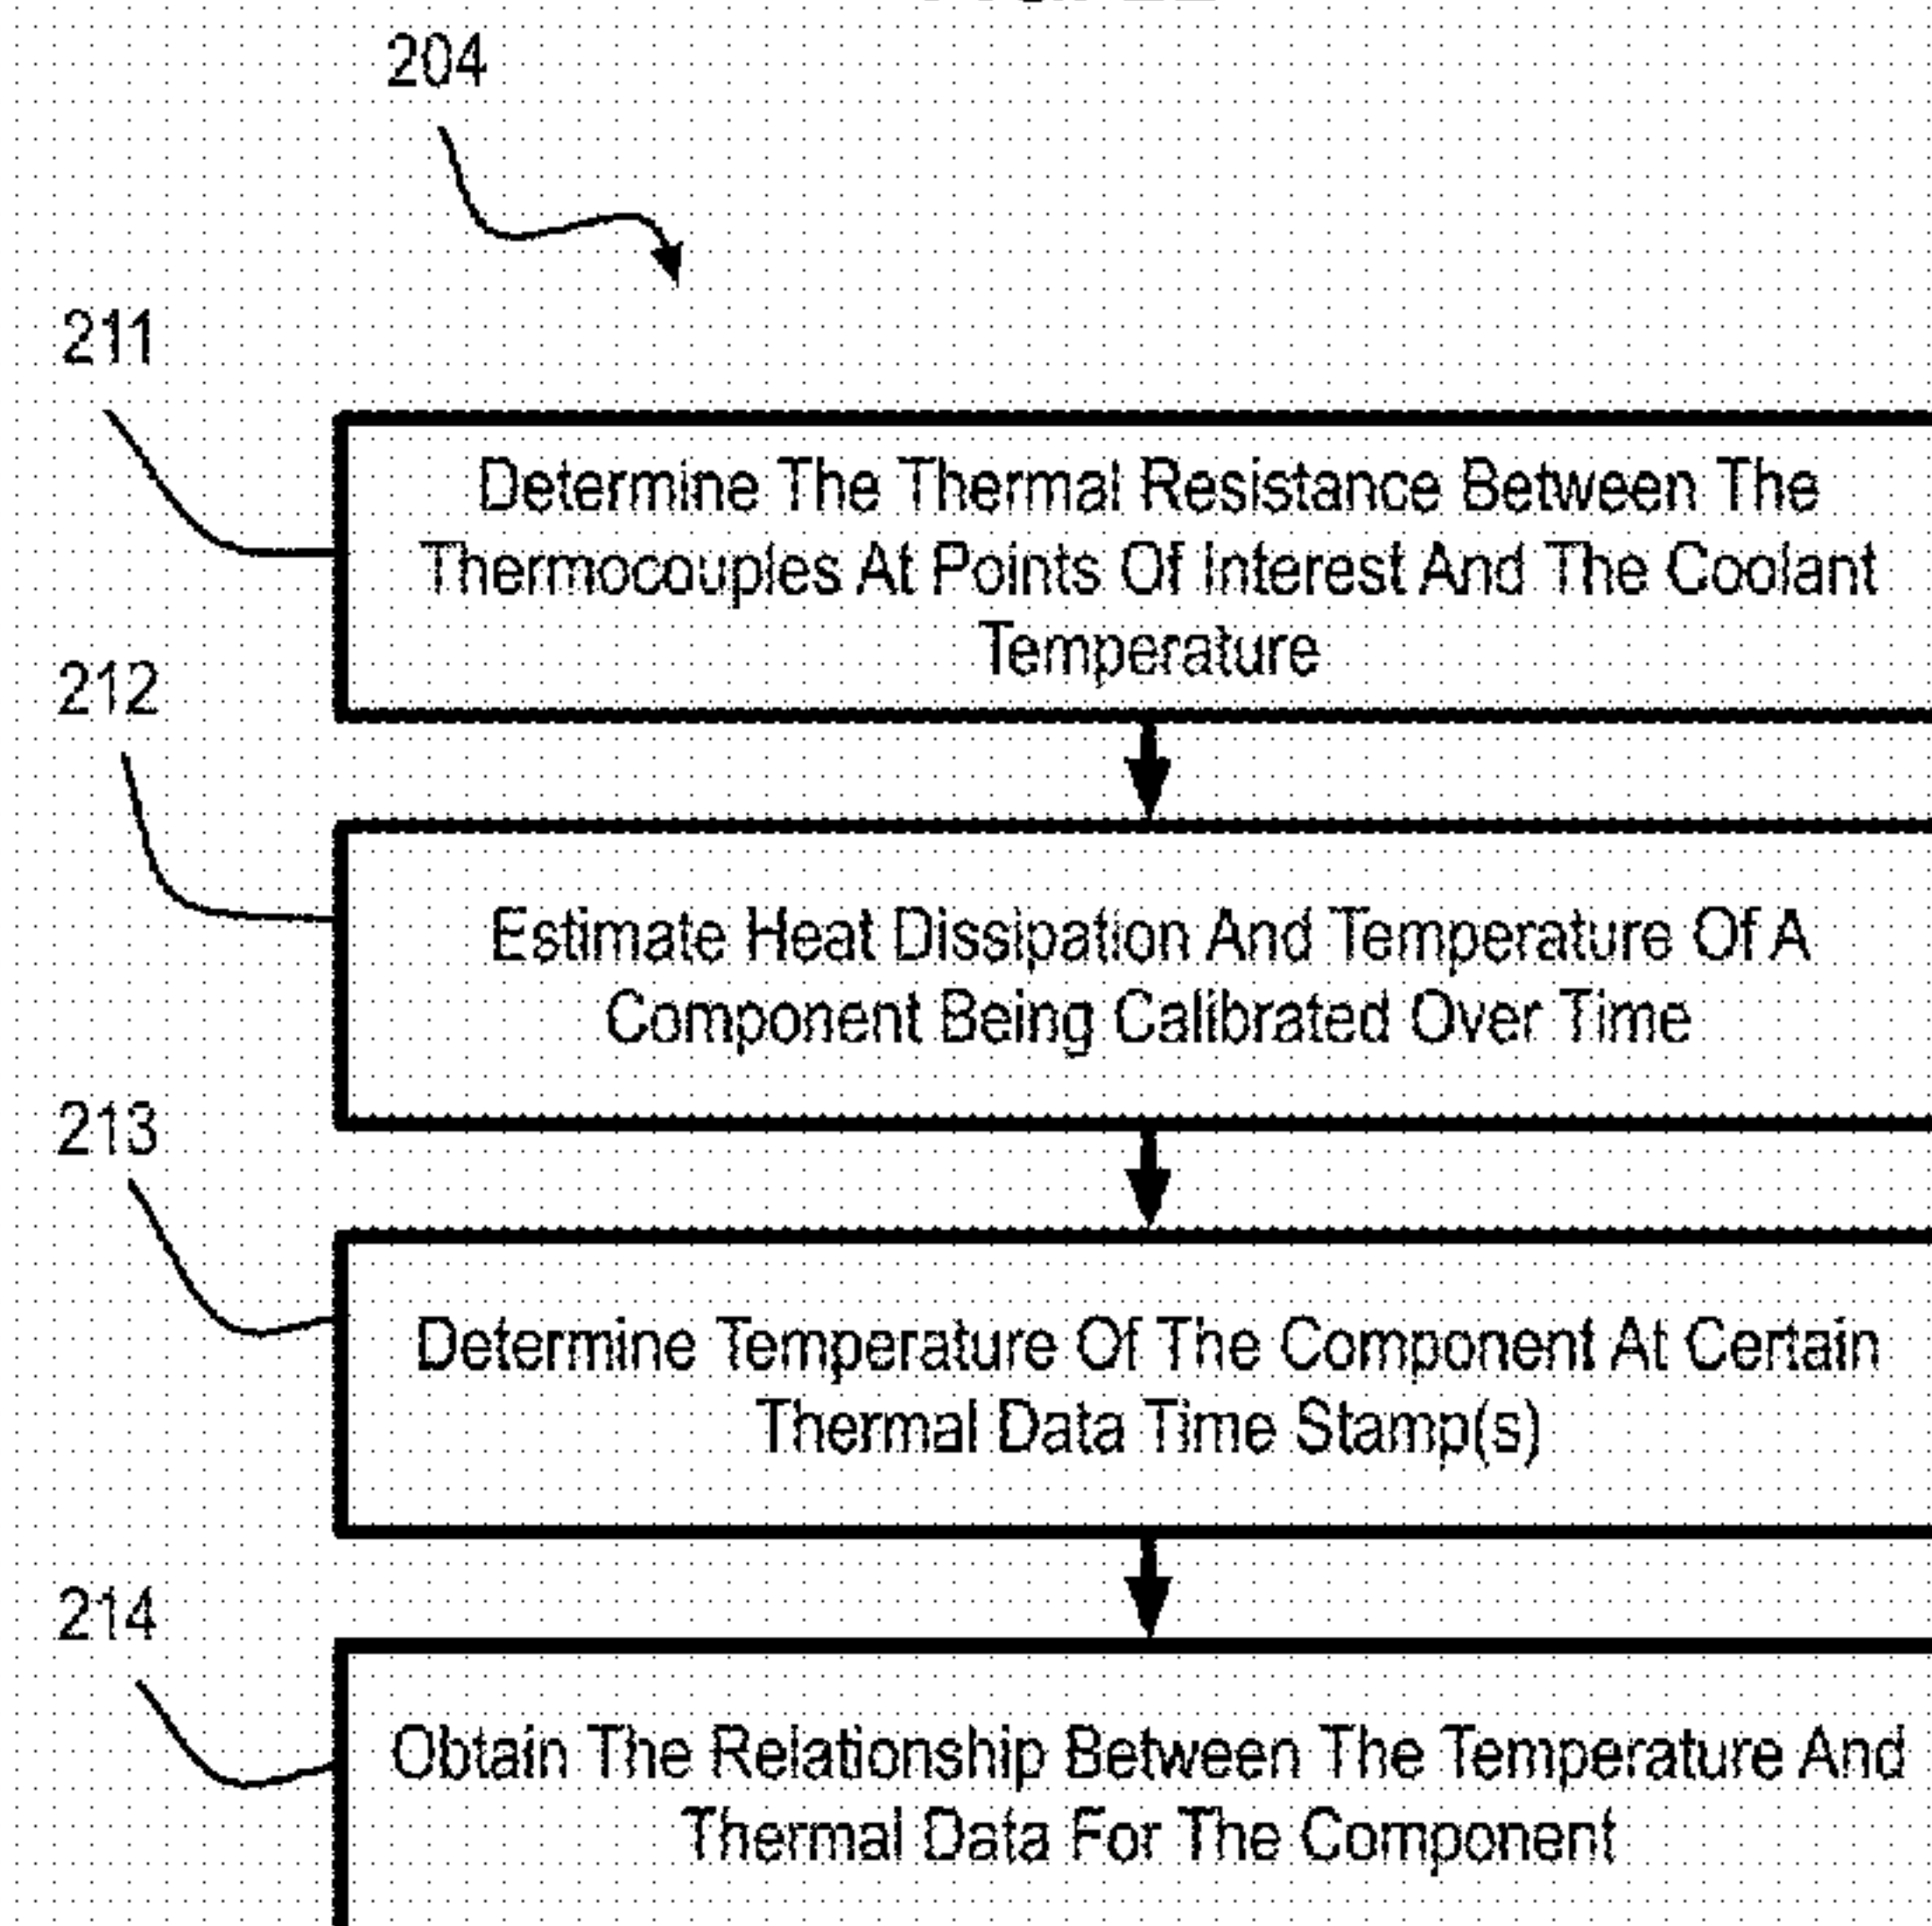 204
211
Determine The Thermal Resistance Between The
Thermocouples At Points Of Interest And The Coolant
Temperature
212
Estimate Heat Dissipation And Temperature Of A
Component Being Calibrated Over Time
213
Determine Temperature Of The Component At Certain
Thermal Data Time Stamp(s)
214
Obtain The Relationship Between The Temperature And
Thermal Data For The Component